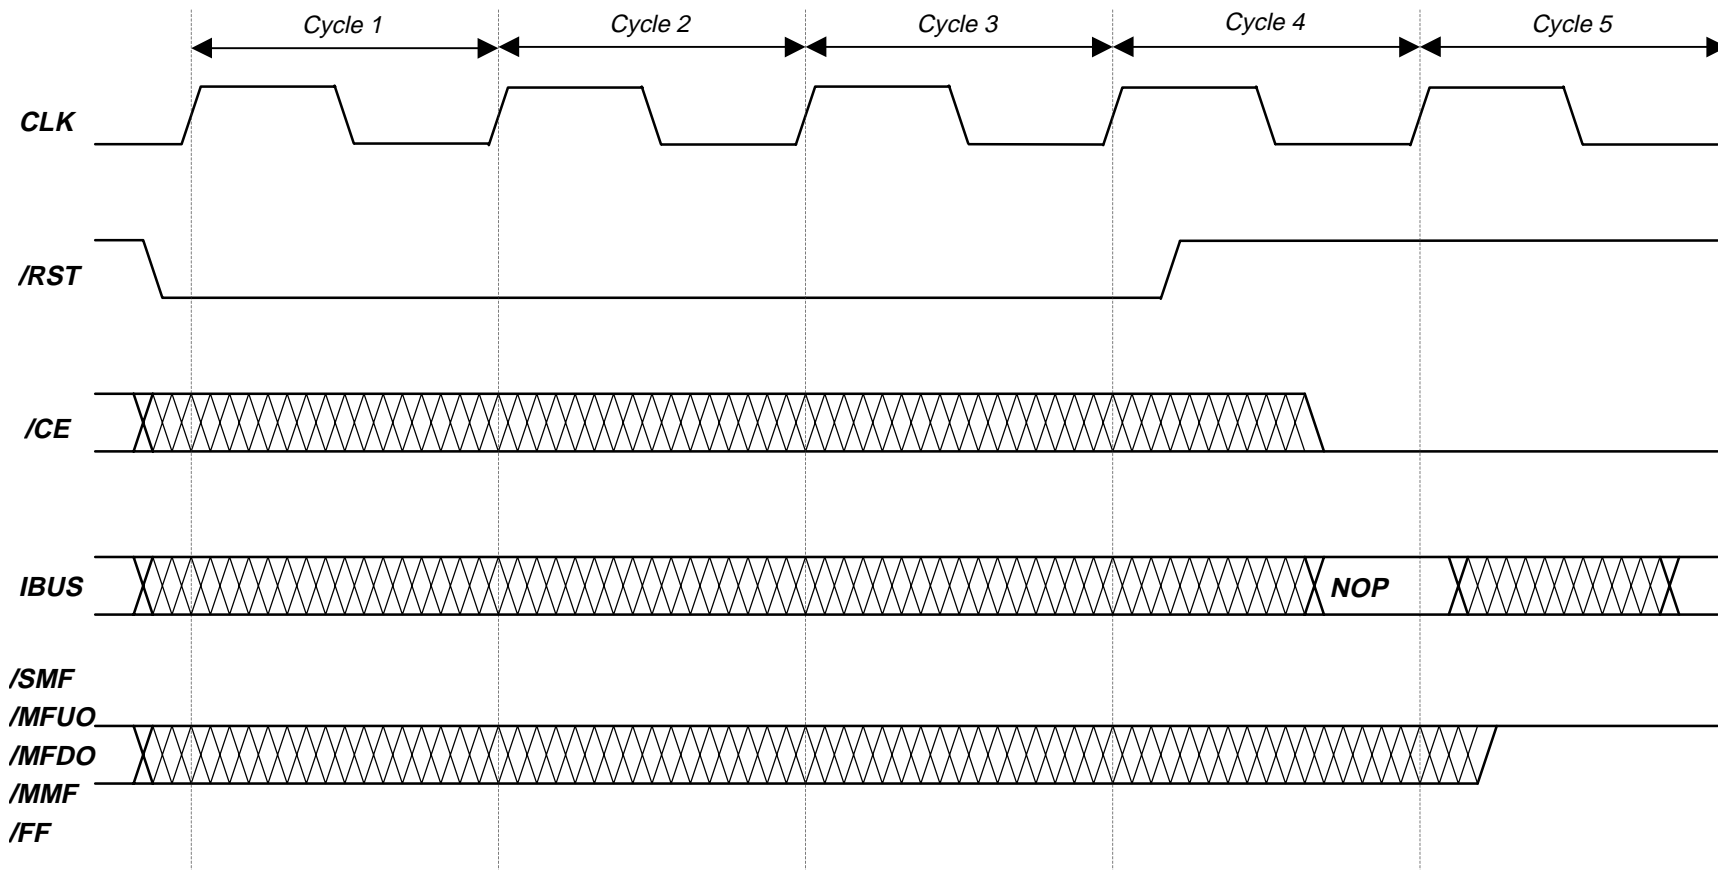 Cycle 1 Cycle 2 Cycle 3 Cycle 4 Cycle 5
CLK
/RST
/CE
IBUS NOP
/SMF
/MFUO
/MFDO
/MMF
/FF